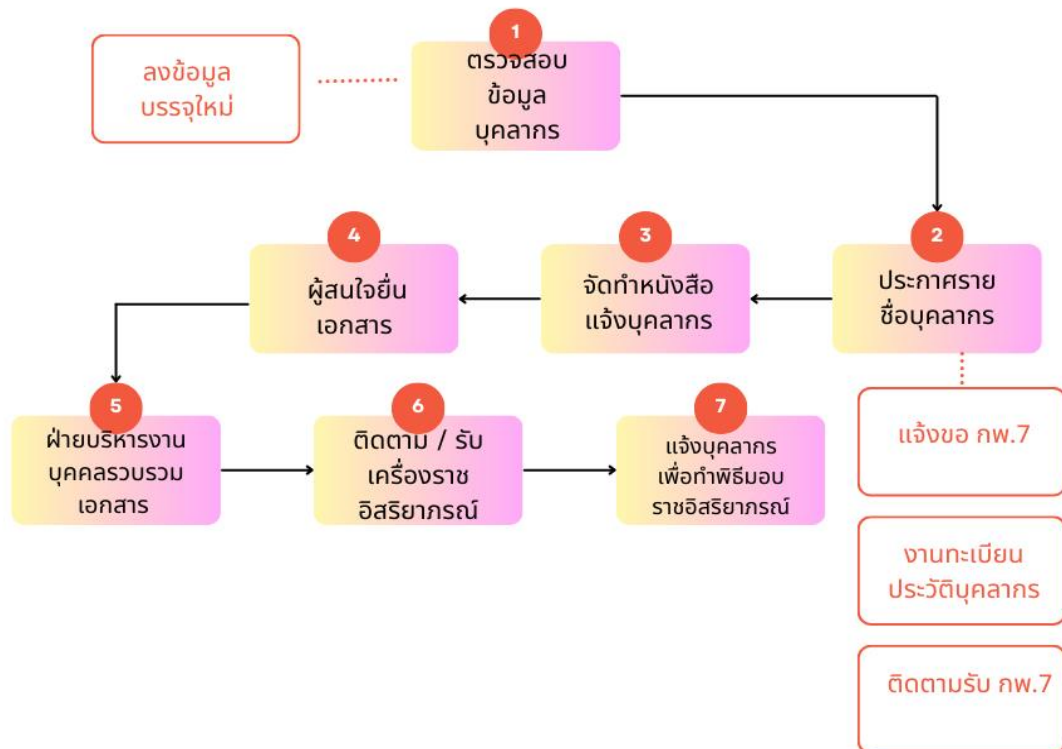 1
ตรวจสอบ
ข้อมูล
บุคลากร
ลงข้อมูล
บรรจุใหม่
2
ประกาศราย
ชื่อบุคลากร
3
จัดทำหนังสือ
แจ้งบุคลากร
4
ผู้สนใจยื่น
เอกสาร
5
ฝ่ายบริหารงาน
บุคคลรวบรวม
เอกสาร
6
ติดตาม / รับ
เครื่องราช
อิสริยาภรณ์
7
แจ้งบุคลากร
เพื่อทำพิธีมอบ
ราชอิสริยาภรณ์
แจ้งขอ กพ.7
งานทะเบียน
ประวัติบุคลากร
ติดตามรับ กพ.7